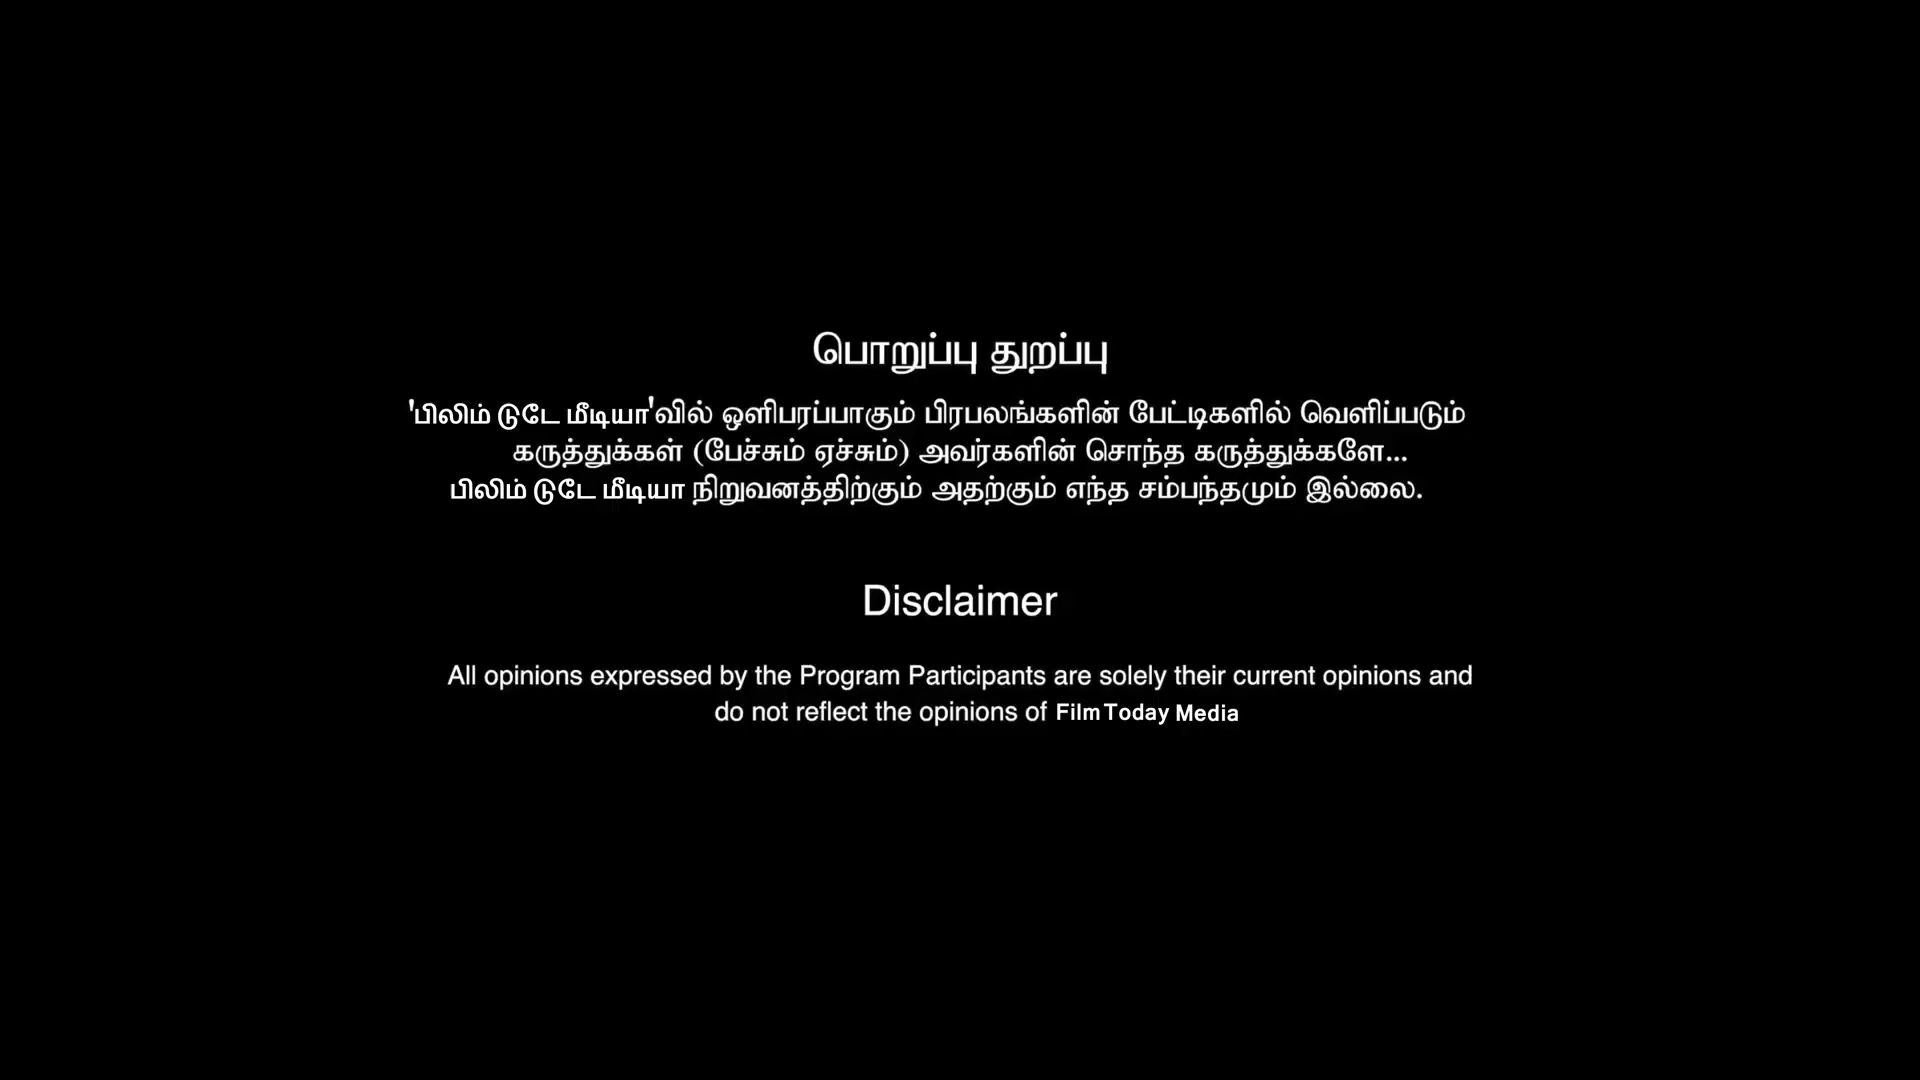 பொறுப்பு துறப்பு
'பிலிம் டுடே மீடியா'வில் ஒளிபரப்பாகும் பிரபலங்களின் பேட்டிகளில் வெளிப்படும்
கருத்துக்கள் (பேச்சும் ஏச்சும்) அவர்களின் சொந்த கருத்துக்களே...
பிலிம் டுடே மீடியா நிறுவனத்திற்கும் அதற்கும் எந்த சம்பந்தமும் இல்லை.
Disclaimer
All opinions expressed by the Program Participants are solely their current opinions and
do not reflect the opinions of Film Today Media